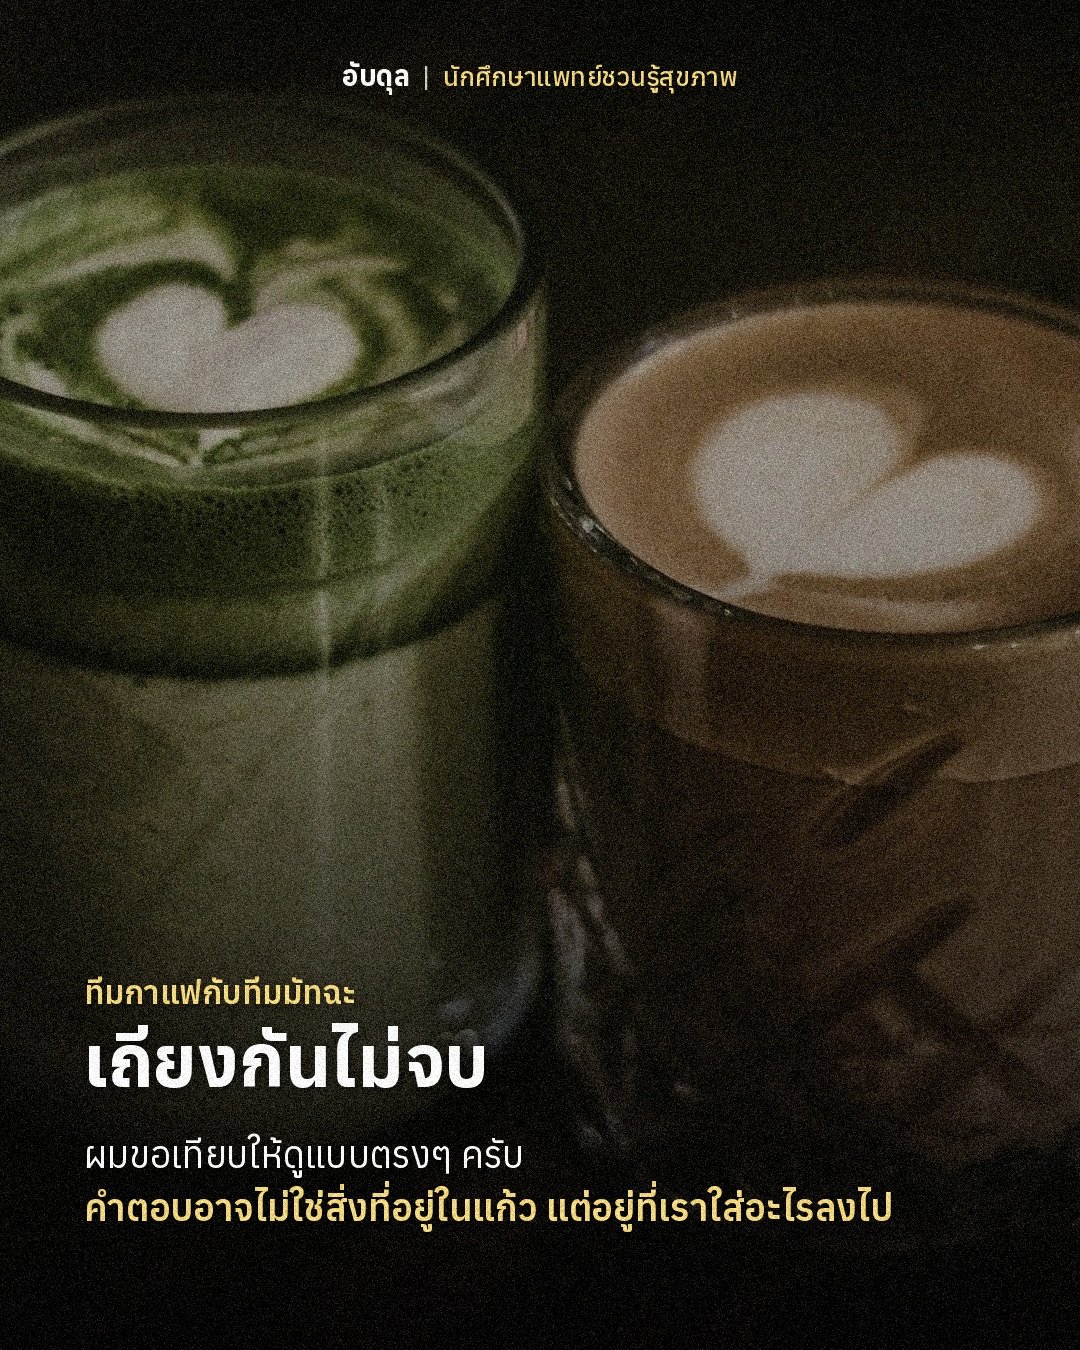 อับดุล | นักศึกษาแพทย์ชวนรู้สุขภาพ
ทีมกาแฟกับทีมมัทฉะ
เถียงกันไม่จบ
ผมขอเทียบให้ดูแบบตรงๆ ครับ
คำตอบอาจไม่ใช่สิ่งที่อยู่ในแก้ว แต่อยู่ที่เราใส่อะไรลงไป